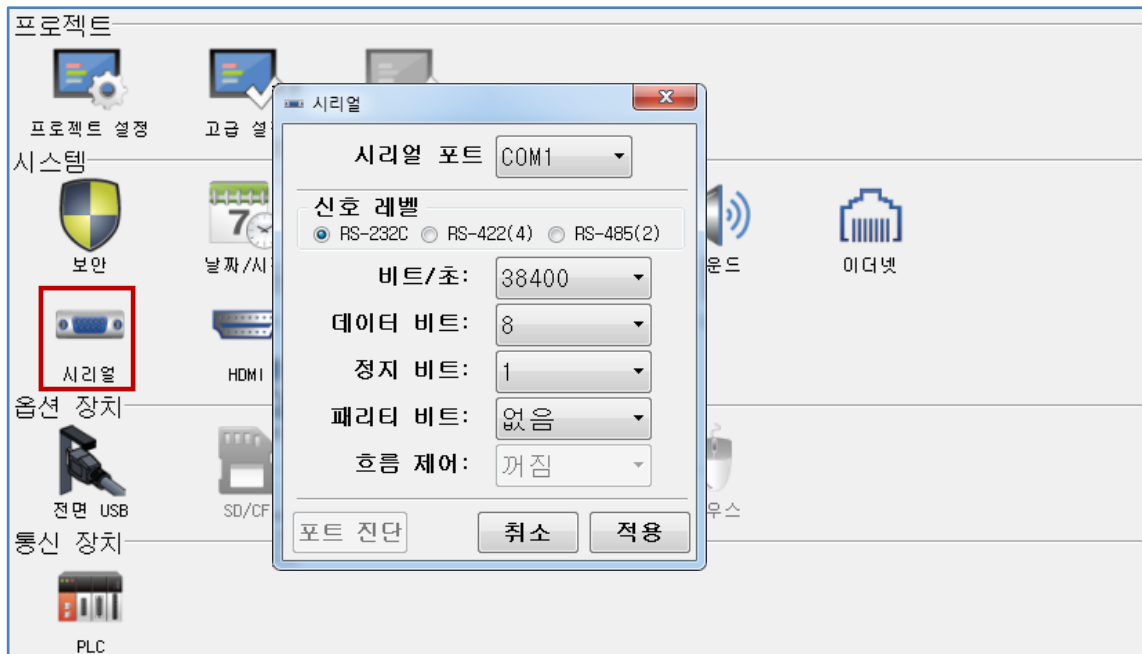 프로젝트
프로젝트 설정
고급 설
시스템
보안
날짜/시
운드
이더넷
시리얼
HDMI
옵션 장치
전면 USB
SD/CF
우스
통신 장치
PLC
시리얼
시리얼 포트 COM1
신호 레벨
RS-232C RS-422(4) RS-485(2)
비트/초: 38400
데이터 비트: 8
정지 비트: 1
패리티 비트: 없음
흐름 제어: 꺼짐
포트 진단 취소 적용